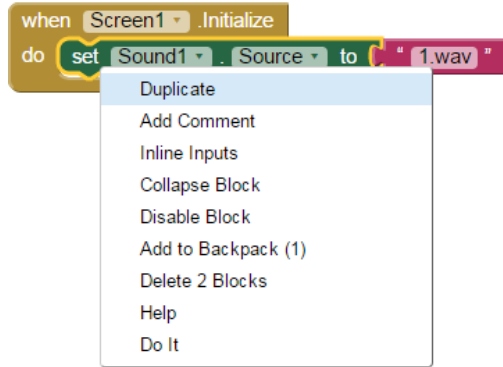 when Screen1 .Initialize
do set Sound1 . Source to " 1.wav "
Duplicate
Add Comment
Inline Inputs
Collapse Block
Disable Block
Add to Backpack (1)
Delete 2 Blocks
Help
Do It